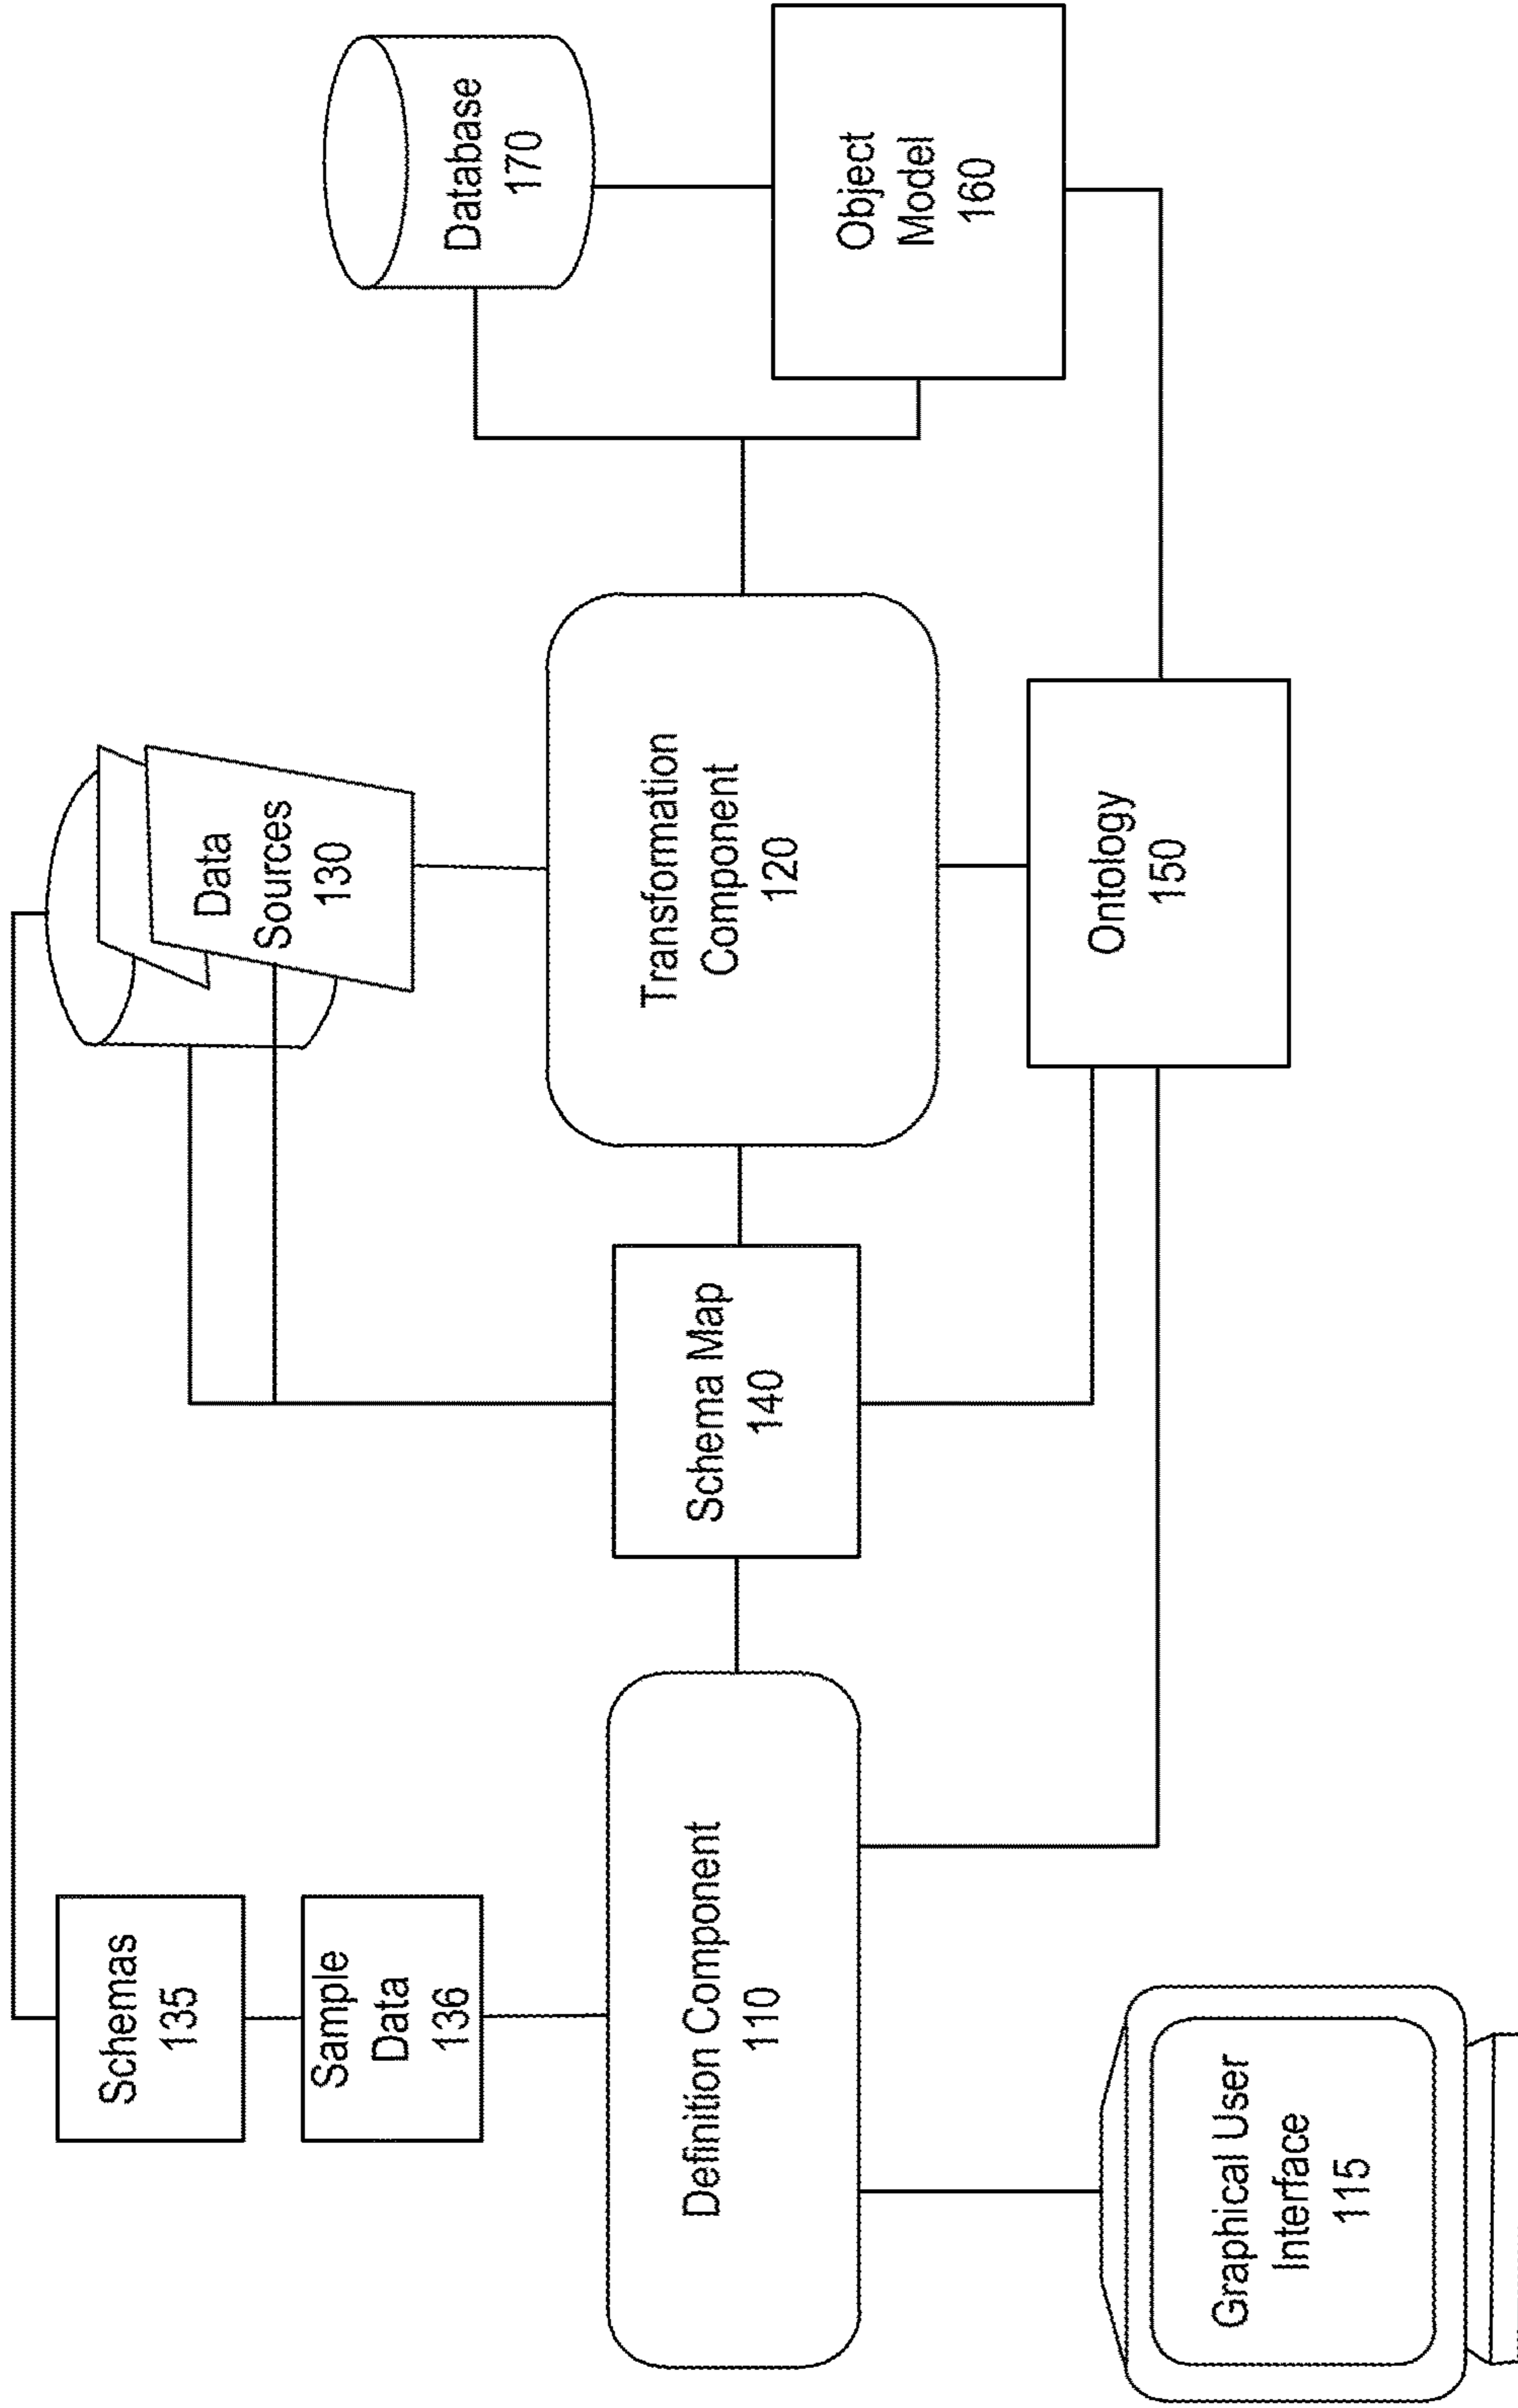 Schemas
135
Sample
Data
136
Data
Sources
130
Database
170
Definition Component
110
Schema Map
140
Transformation
Component
120
Object
Model
160
Graphical User
Interface
115
Ontology
150